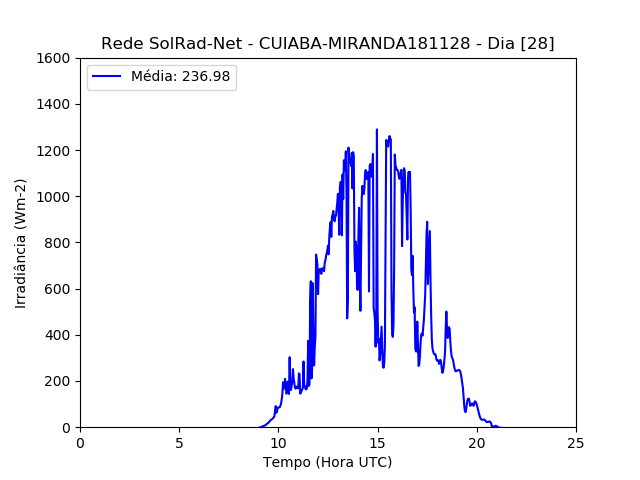 Rede SolRad-Net - CUIABA-MIRANDA181128 - Dia [28]
Média: 236.98
Irradiância (Wm-2)
1600
1400
1200
1000
800
600
400
200
0
0 5 10 15 20 25
Tempo (Hora UTC)